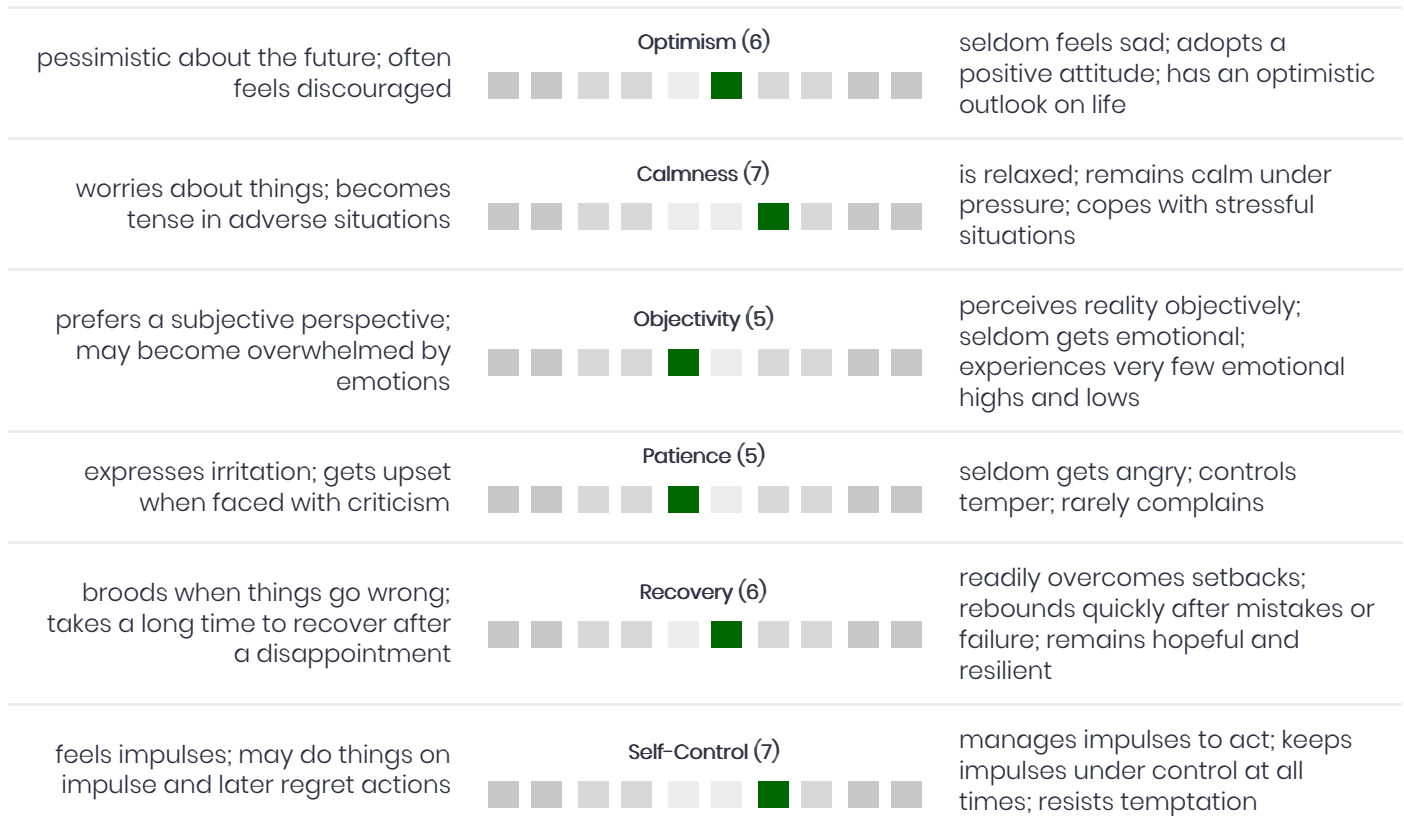 pessimistic about the future; often
feels discouraged
Optimism (6)
seldom feels sad; adopts a
positive attitude; has an optimistic
outlook on life
worries about things; becomes
tense in adverse situations
Calmness (7)
is relaxed; remains calm under
pressure; copes with stressful
situations
prefers a subjective perspective;
may become overwhelmed by
emotions
Objectivity (5)
perceives reality objectively;
seldom gets emotional;
experiences very few emotional
highs and lows
expresses irritation; gets upset
when faced with criticism
Patience (5)
seldom gets angry; controls
temper; rarely complains
broods when things go wrong;
takes a long time to recover after
a disappointment
Recovery (6)
readily overcomes setbacks;
rebounds quickly after mistakes or
failure; remains hopeful and
resilient
feels impulses; may do things on
impulse and later regret actions
Self-Control (7)
manages impulses to act; keeps
impulses under control at all
times; resists temptation